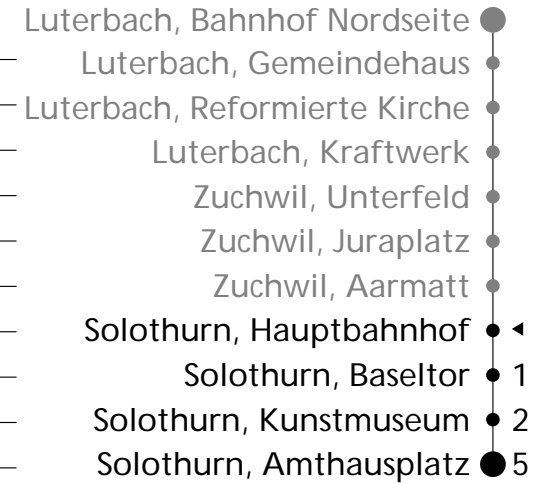 Luterbach, Bahnhof Nordseite
Luterbach, Gemeindehaus
Luterbach, Reformierte Kirche
Luterbach, Kraftwerk
Zuchwil, Unterfeld
Zuchwil, Juraplatz
Zuchwil, Aarmatt
Solothurn, Hauptbahnhof
Solothurn, Baseltor 1
Solothurn, Kunstmuseum 2
Solothurn, Amthausplatz 5